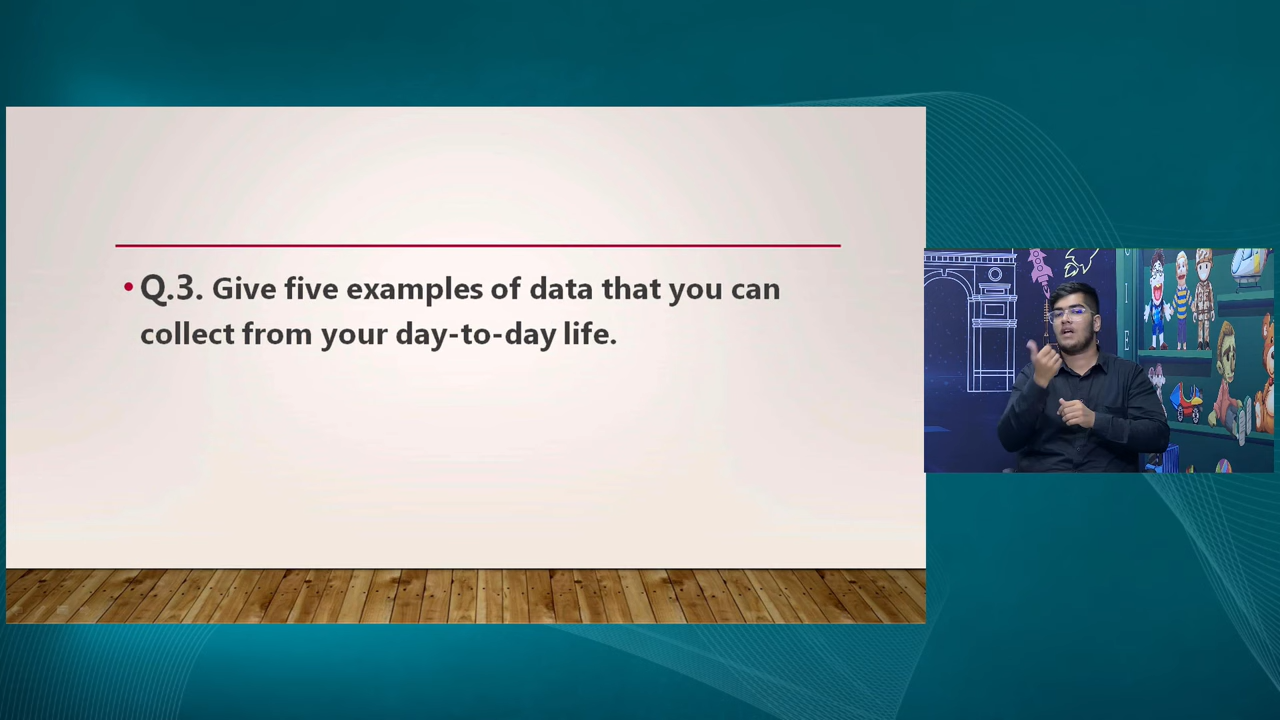 • Q.3. Give five examples of data that you can
collect from your day-to-day life.
C
I
E